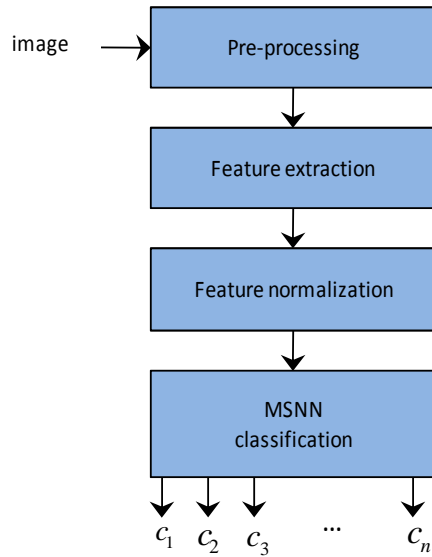 image
Pre-processing
Feature extraction
Feature normalization
MSNN
classification
c₁ c₂ c₃ ... cₙ